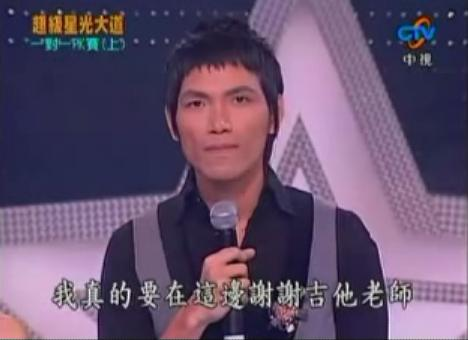 超級星光大道
一對一PK賽(上)
CTV
中視
我真的要在這邊謝謝吉他老師